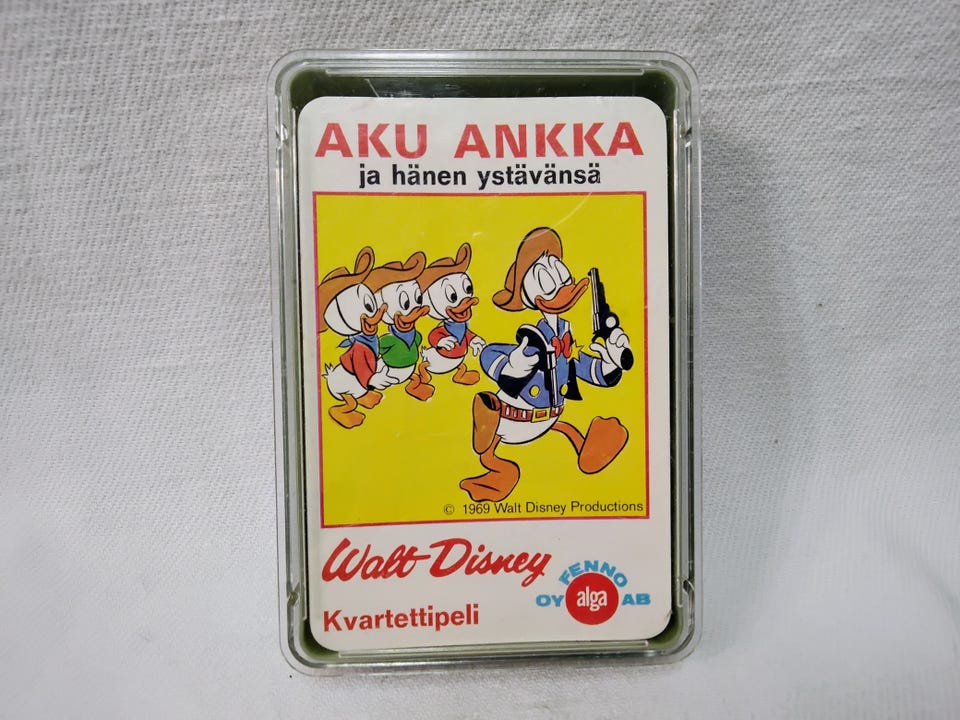 AKU ANKKA
ja hänen ystävänsä
© 1969 Walt Disney Productions
Walt Disney
FENNO
OY alga AB
Kvartettipeli